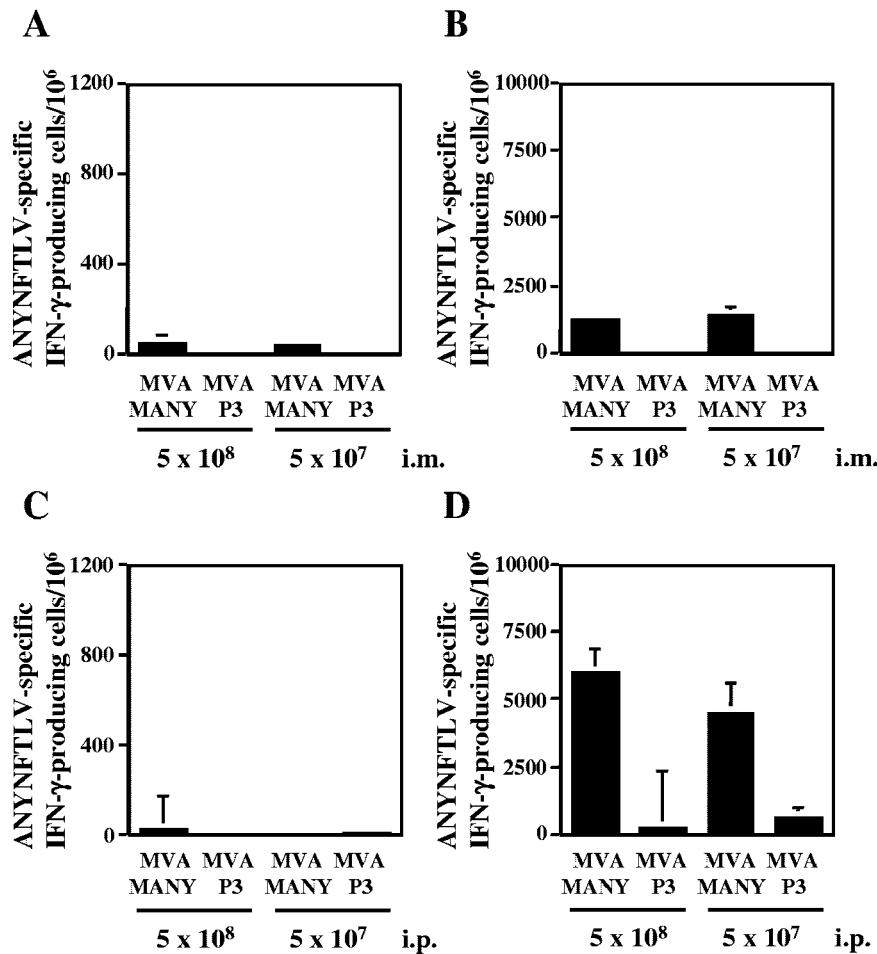 A
ANYNFTLV-specific
IFN-γ-producing cells/10⁶
1200
800
400
0
MVA MVA MVA MVA
MANY P3 MANY P3
5 x 10⁸ 5 x 10⁷ i.m.
B
ANYNFTLV-specific
IFN-γ-producing cells/10⁶
10000
7500
5000
2500
0
MVA MVA MVA MVA
MANY P3 MANY P3
5 x 10⁸ 5 x 10⁷ i.m.
C
ANYNFTLV-specific
IFN-γ-producing cells/10⁶
1200
800
400
0
MVA MVA MVA MVA
MANY P3 MANY P3
5 x 10⁸ 5 x 10⁷ i.p.
D
ANYNFTLV-specific
IFN-γ-producing cells/10⁶
10000
7500
5000
2500
0
MVA MVA MVA MVA
MANY P3 MANY P3
5 x 10⁸ 5 x 10⁷ i.p.